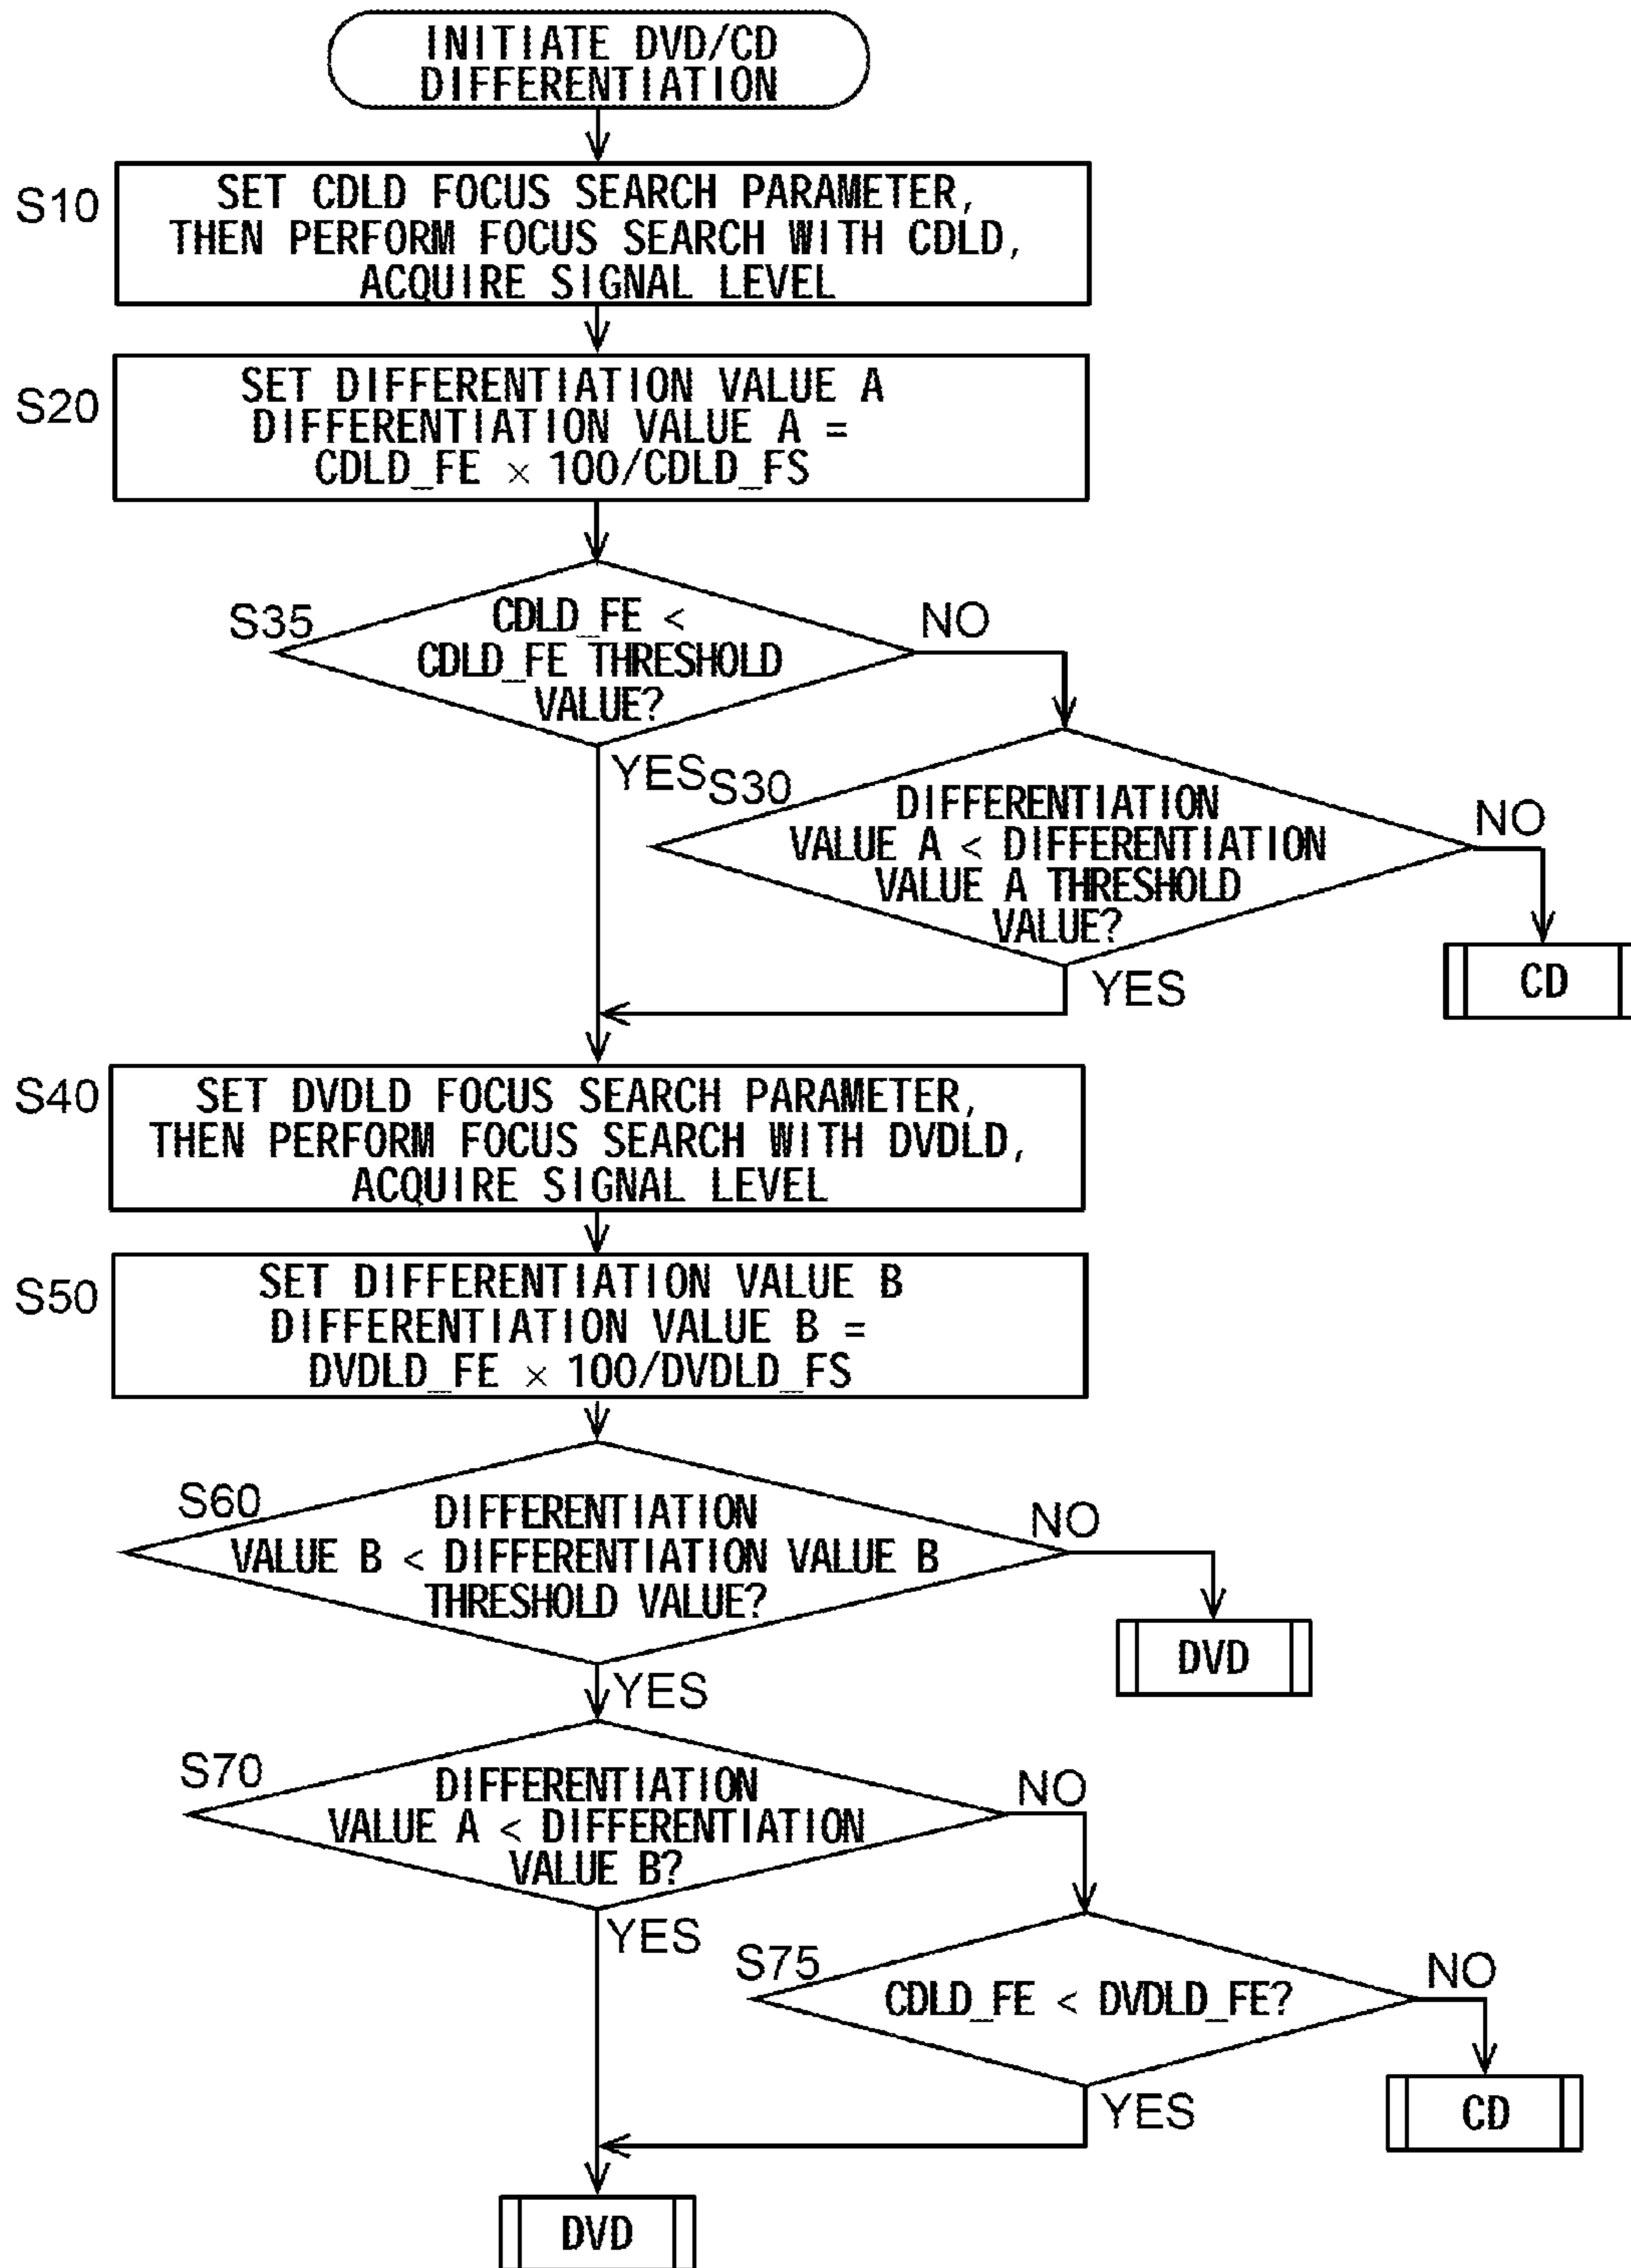 INITIATE DVD/CD
DIFFERENTIATION
S10
SET CDLD FOCUS SEARCH PARAMETER,
THEN PERFORM FOCUS SEARCH WITH CDLD,
ACQUIRE SIGNAL LEVEL
S20
SET DIFFERENTIATION VALUE A
DIFFERENTIATION VALUE A =
CDLD_FE × 100/CDLD_FS
S35
CDLD_FE <
CDLD_FE THRESHOLD
VALUE?
NO
YES
S30
DIFFERENTIATION
VALUE A < DIFFERENTIATION
VALUE A THRESHOLD
VALUE?
NO
CD
YES
S40
SET DVDLD FOCUS SEARCH PARAMETER,
THEN PERFORM FOCUS SEARCH WITH DVDLD,
ACQUIRE SIGNAL LEVEL
S50
SET DIFFERENTIATION VALUE B
DIFFERENTIATION VALUE B =
DVDLD_FE × 100/DVDLD_FS
S60
DIFFERENTIATION
VALUE B < DIFFERENTIATION VALUE B
THRESHOLD VALUE?
NO
DVD
YES
S70
DIFFERENTIATION
VALUE A < DIFFERENTIATION
VALUE B?
NO
YES
S75
CDLD_FE < DVDLD_FE?
NO
CD
YES
DVD